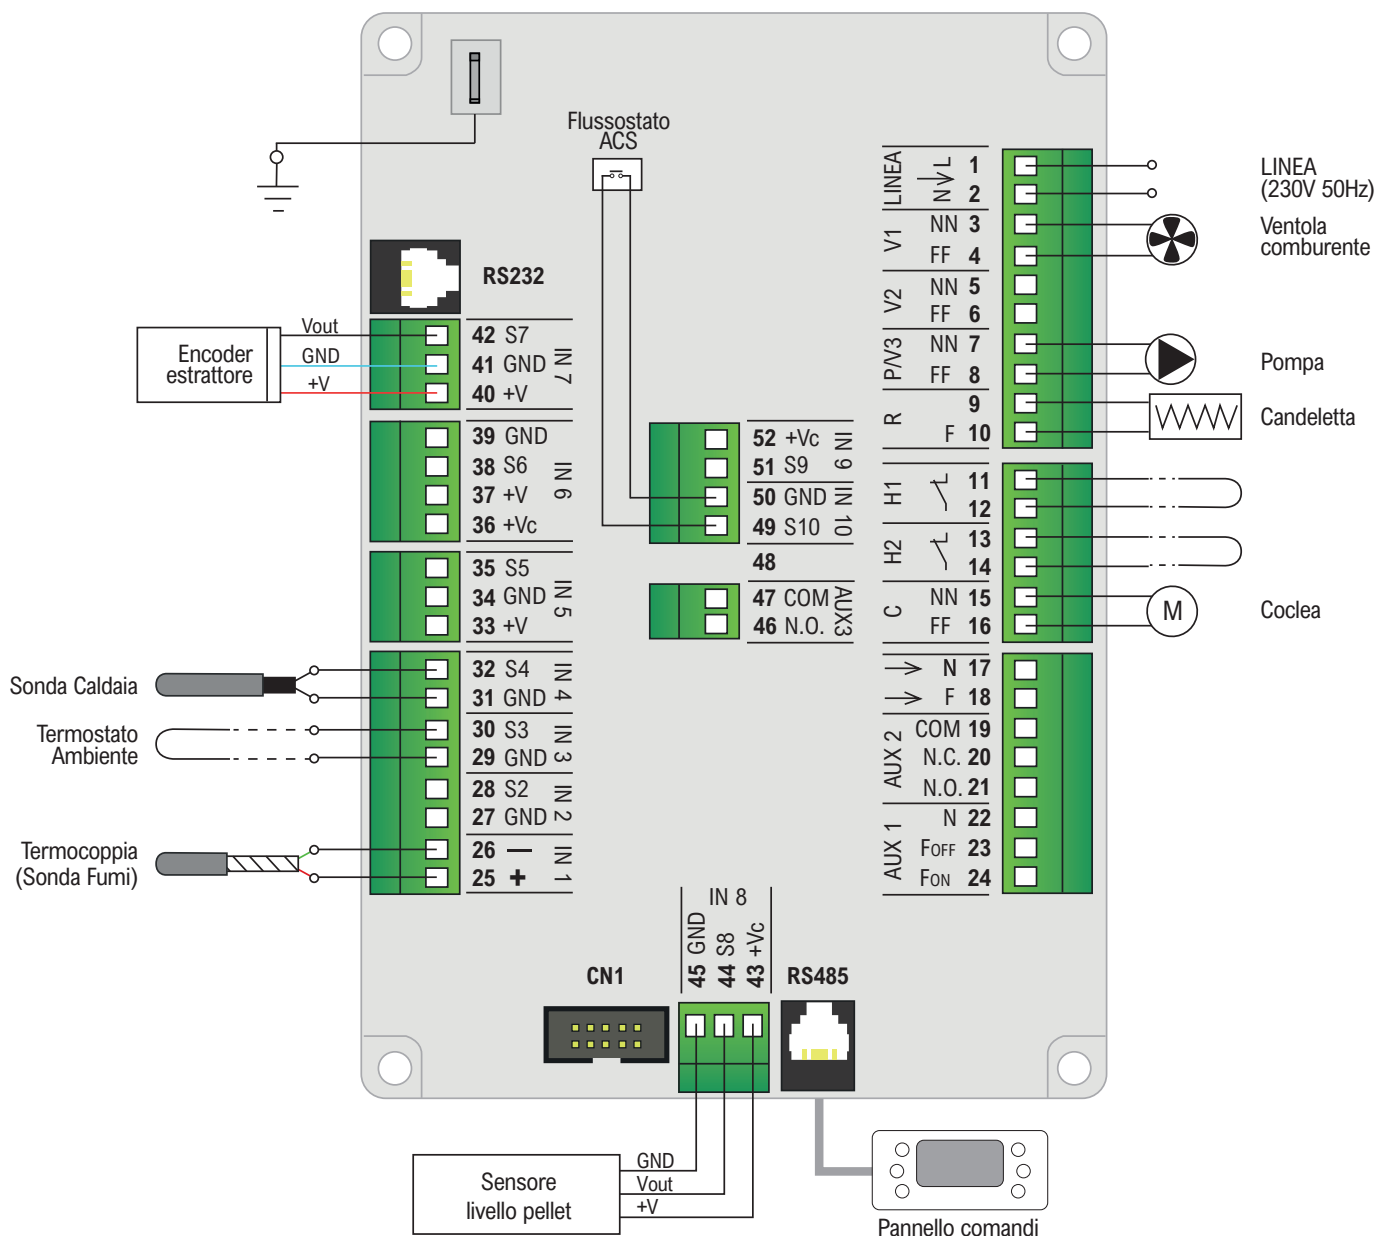 Flussostato
ACS
RS232
Encoder
estrattore
Vout
GND
+V
42 S7
41 GND
40 +V
IN 7
39 GND
38 S6
37 +V
36 +Vc
IN 6
35 S5
34 GND
33 +V
IN 5
Sonda Caldaia
32 S4
31 GND
IN 4
Termostato
Ambiente
30 S3
29 GND
IN 3
28 S2
27 GND
IN 2
Termocoppia
(Sonda Fumi)
26 –
25 +
IN 1
52 +Vc
51 S9
IN 9
50 GND
49 S10
IN 10
48
47 COM
46 N.O.
AUX3
LINEA
L 1
N 2
LINEA
(230V 50Hz)
V1
NN 3
FF 4
Ventola
comburente
V2
NN 5
FF 6
P/V3
NN 7
FF 8
Pompa
R
9
F 10
Candeletta
H1
11
12
H2
13
14
C
NN 15
FF 16
M
Coclea
N 17
F 18
AUX 2
COM 19
N.C. 20
N.O. 21
AUX 1
N 22
FOFF 23
FON 24
IN 8
45 GND
44 S8
43 +Vc
CN1
RS485
Sensore
livello pellet
GND
Vout
+V
Pannello comandi